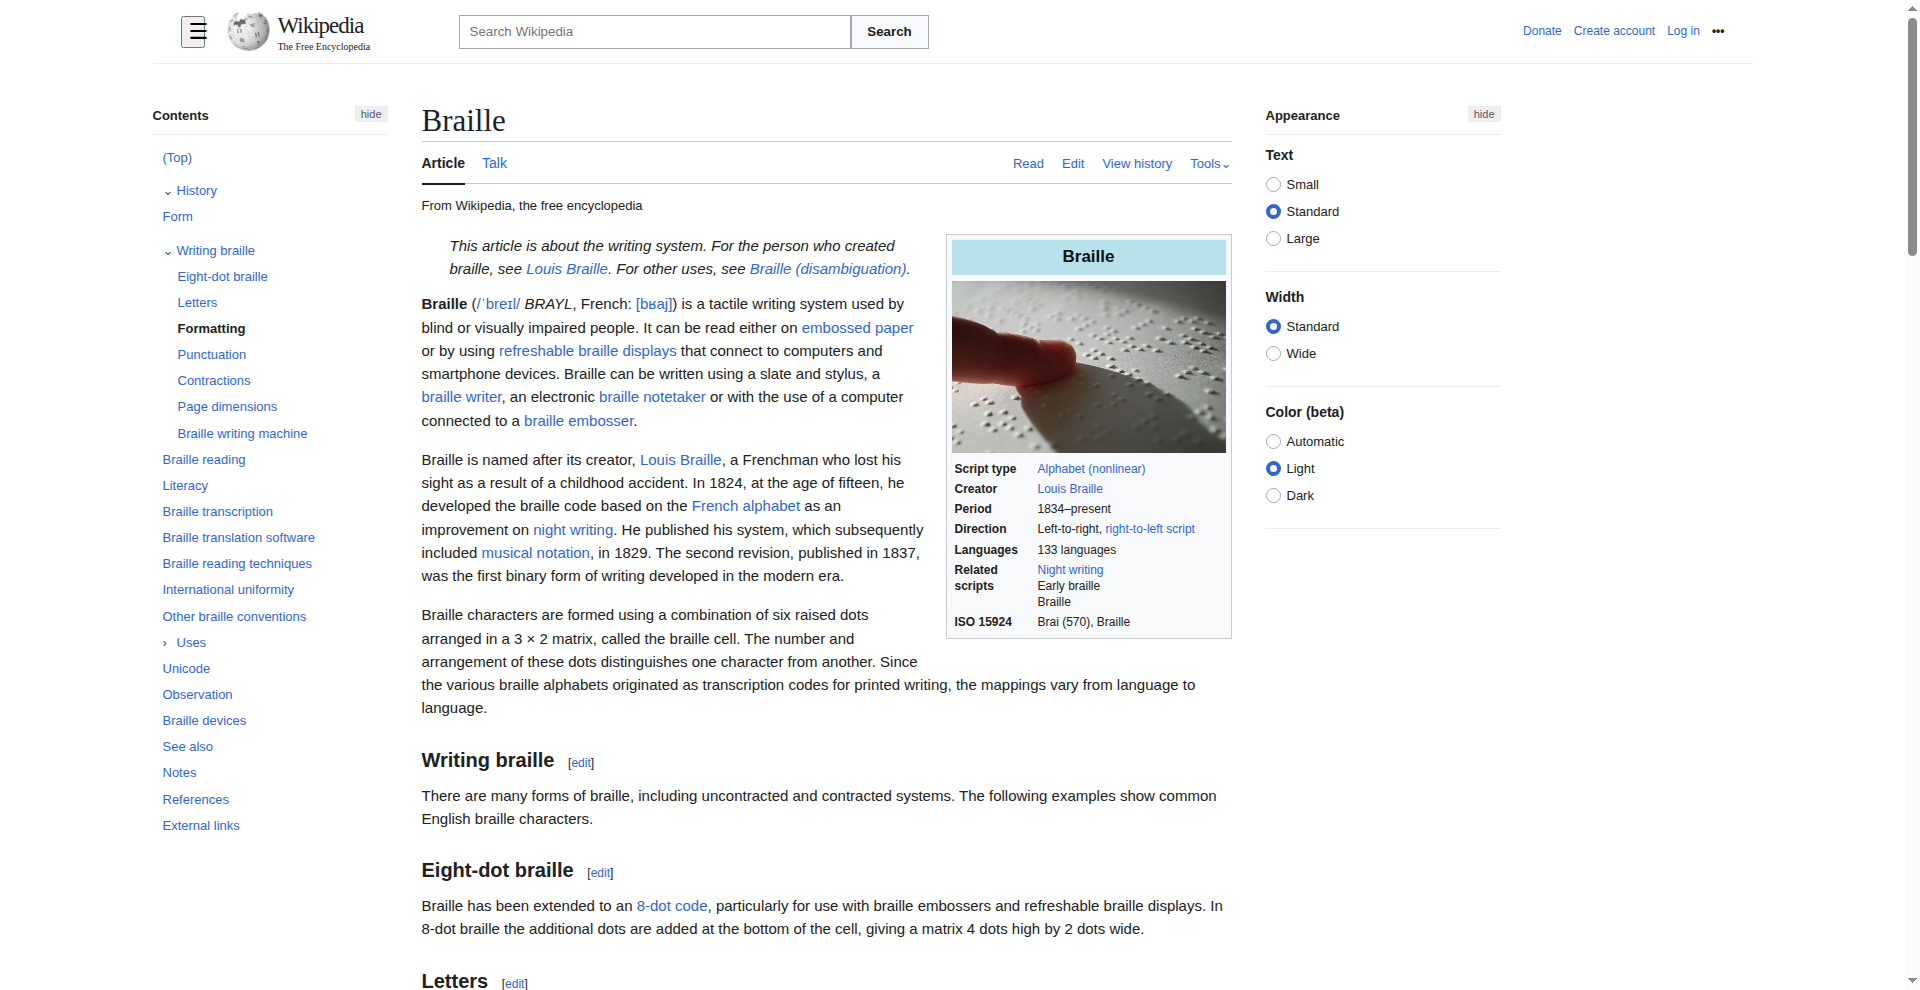 ☰
Wikipedia
The Free Encyclopedia
Search Wikipedia
Search
Donate Create account Log in •••
Contents hide
(Top)
⌄ History
Form
⌄ Writing braille
Eight-dot braille
Letters
Formatting
Punctuation
Contractions
Page dimensions
Braille writing machine
Braille reading
Literacy
Braille transcription
Braille translation software
Braille reading techniques
International uniformity
Other braille conventions
› Uses
Unicode
Observation
Braille devices
See also
Notes
References
External links
Braille
Article Talk Read Edit View history Tools⌄
From Wikipedia, the free encyclopedia
This article is about the writing system. For the person who created
braille, see Louis Braille. For other uses, see Braille (disambiguation).
Braille (/ˈbreɪl/ BRAYL, French: [bʁaj]) is a tactile writing system used by
blind or visually impaired people. It can be read either on embossed paper
or by using refreshable braille displays that connect to computers and
smartphone devices. Braille can be written using a slate and stylus, a
braille writer, an electronic braille notetaker or with the use of a computer
connected to a braille embosser.
Braille is named after its creator, Louis Braille, a Frenchman who lost his
sight as a result of a childhood accident. In 1824, at the age of fifteen, he
developed the braille code based on the French alphabet as an
improvement on night writing. He published his system, which subsequently
included musical notation, in 1829. The second revision, published in 1837,
was the first binary form of writing developed in the modern era.
Braille characters are formed using a combination of six raised dots
arranged in a 3 × 2 matrix, called the braille cell. The number and
arrangement of these dots distinguishes one character from another. Since
the various braille alphabets originated as transcription codes for printed writing, the mappings vary from language to
language.
Braille
Script type Alphabet (nonlinear)
Creator Louis Braille
Period 1834–present
Direction Left-to-right, right-to-left script
Languages 133 languages
Related Night writing
scripts Early braille
Braille
ISO 15924 Brai (570), Braille
Writing braille [edit]
There are many forms of braille, including uncontracted and contracted systems. The following examples show common
English braille characters.
Eight-dot braille [edit]
Braille has been extended to an 8-dot code, particularly for use with braille embossers and refreshable braille displays. In
8-dot braille the additional dots are added at the bottom of the cell, giving a matrix 4 dots high by 2 dots wide.
Letters [edit]
Appearance hide
Text
Small
Standard
Large
Width
Standard
Wide
Color (beta)
Automatic
Light
Dark